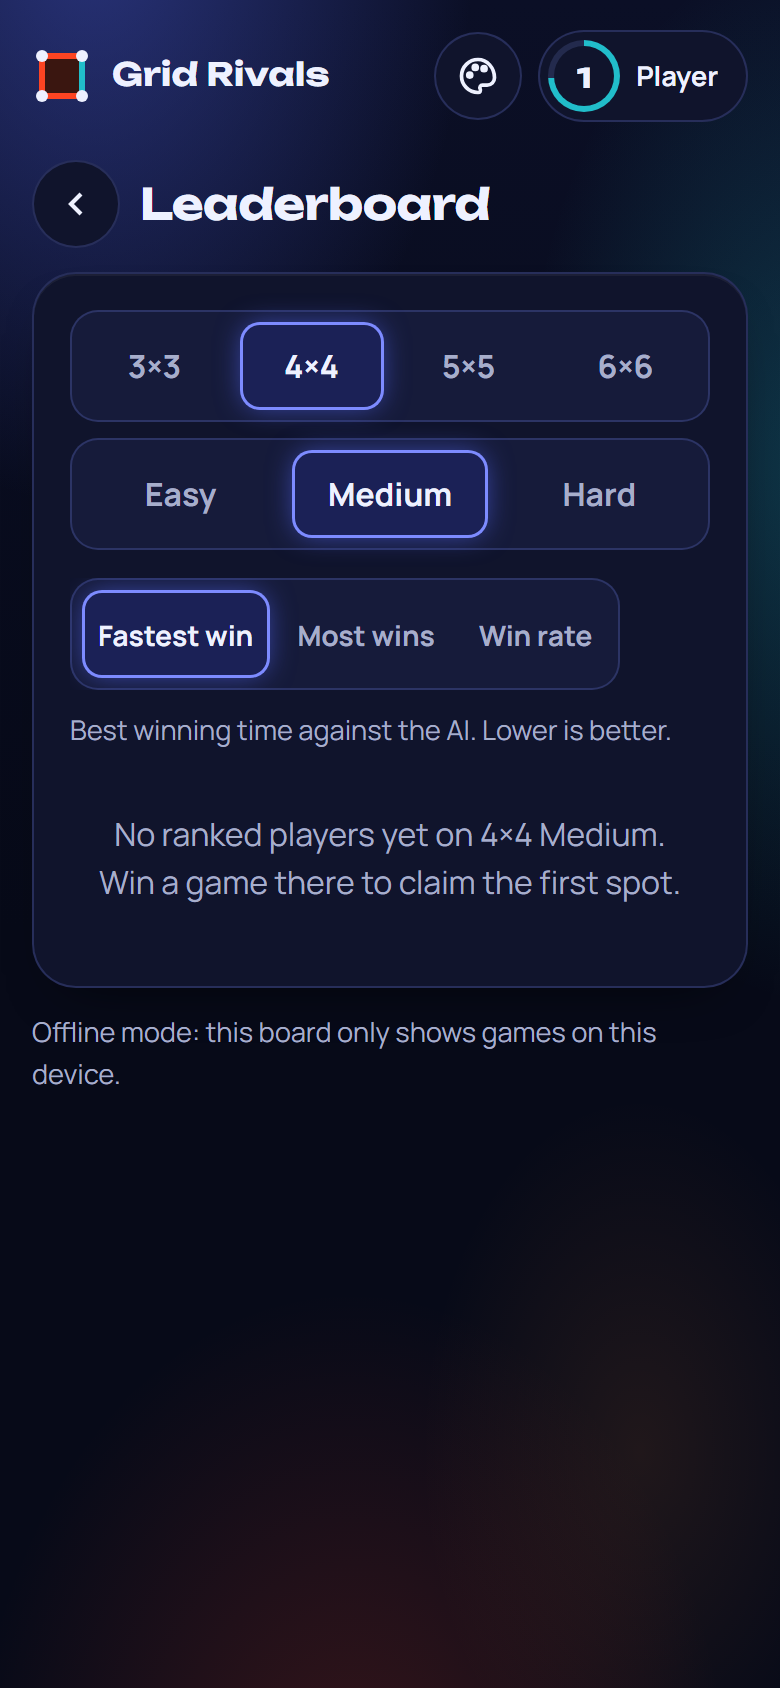 Grid Rivals
1 Player
Leaderboard
3×3 4×4 5×5 6×6
Easy Medium Hard
Fastest win Most wins Win rate
Best winning time against the AI. Lower is better.
No ranked players yet on 4×4 Medium.
Win a game there to claim the first spot.
Offline mode: this board only shows games on this
device.